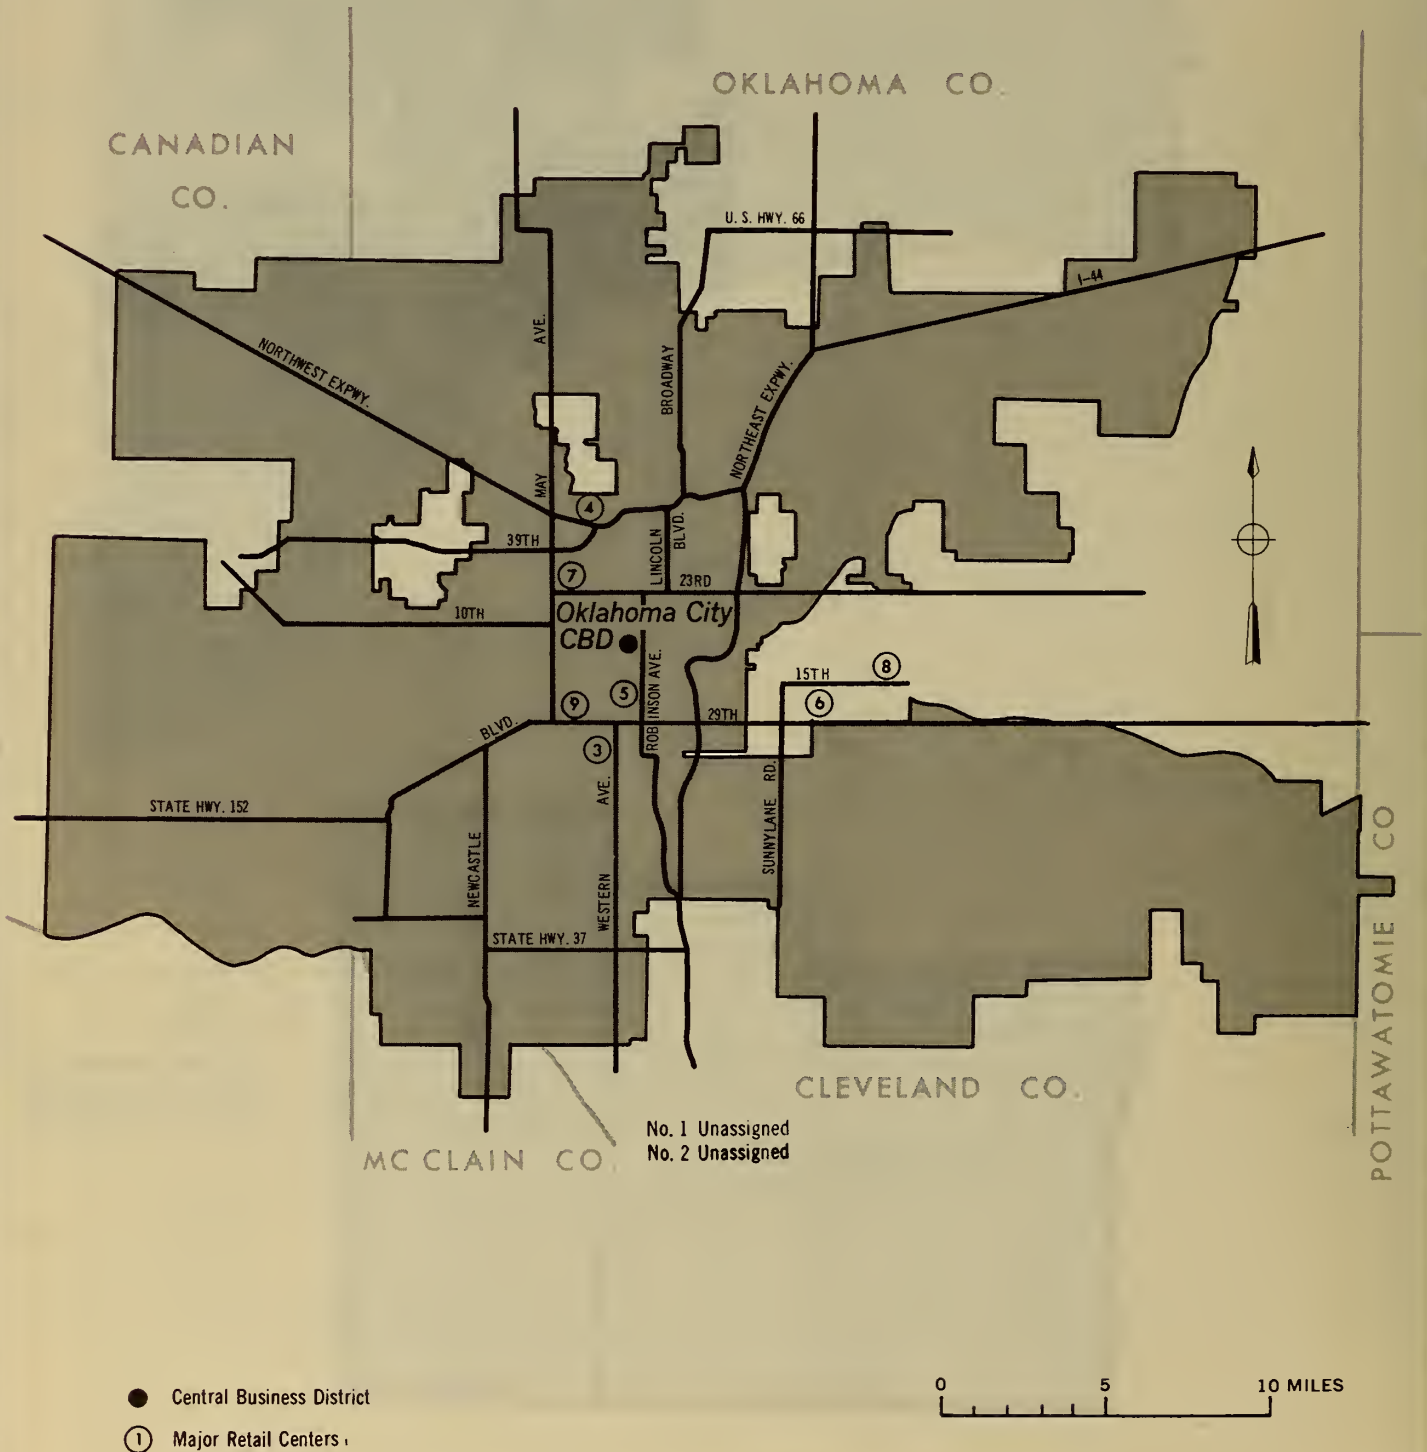 OKLAHOMA CO.
CANADIAN
CO.
U. S. HWY. 66
I-44
NORTHWEST EXPWY.
MAY AVE.
BROADWAY
NORTHEAST EXPWY.
4
39TH
LINCOLN
BLVD.
7
23RD
10TH
Oklahoma City
CBD
ROBINSON AVE.
15TH
8
5
9
6
29TH
BLVD.
3
STATE HWY. 152
NEWCASTLE
WESTERN AVE.
SUNNYLANE RD.
STATE HWY. 37
POTTAWATOMIE CO
CLEVELAND CO.
No. 1 Unassigned
No. 2 Unassigned
MC CLAIN CO.
0 5 10 MILES
Central Business District
1 Major Retail Centers